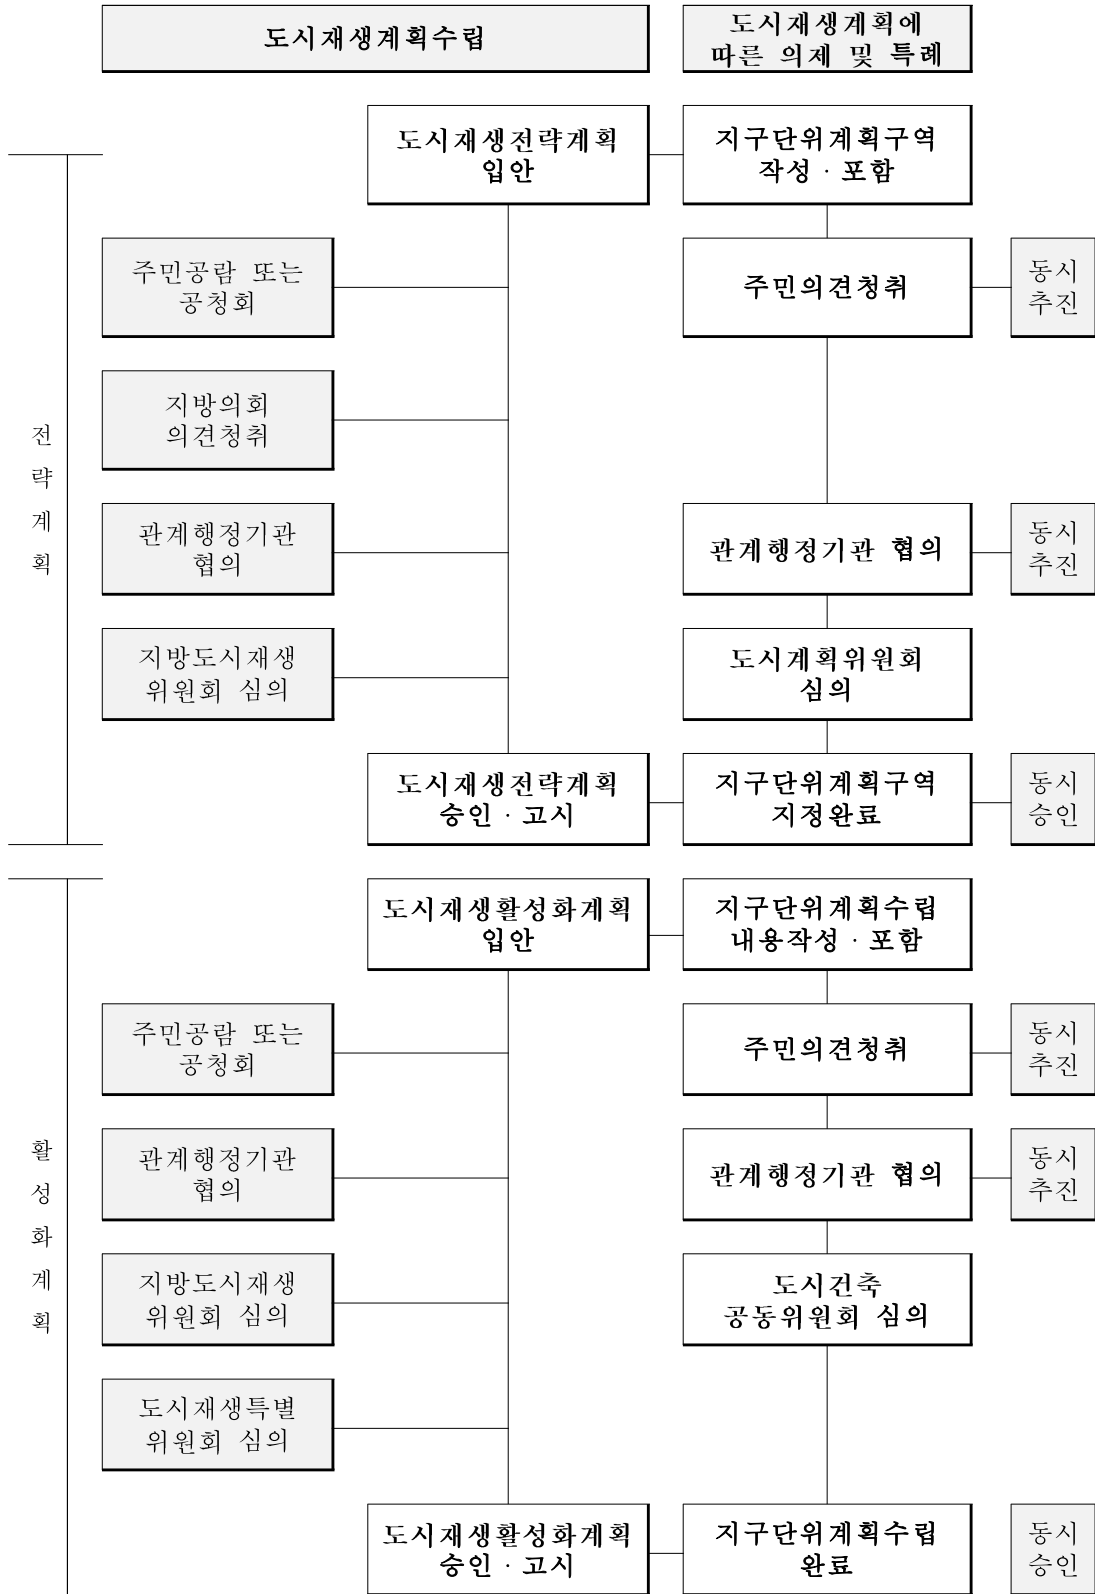 도시재생계획수립
도시재생계획에
따른 의제 및 특례
도시재생전략계획
입안
지구단위계획구역
작성 · 포함
주민공람 또는
공청회
주민의견청취
동시
추진
지방의회
의견청취
전
략
계
획
관계행정기관
협의
관계행정기관 협의
동시
추진
지방도시재생
위원회 심의
도시계획위원회
심의
도시재생전략계획
승인 · 고시
지구단위계획구역
지정완료
동시
승인
도시재생활성화계획
입안
지구단위계획수립
내용작성 · 포함
주민공람 또는
공청회
주민의견청취
동시
추진
활
성
화
계
획
관계행정기관
협의
관계행정기관 협의
동시
추진
지방도시재생
위원회 심의
도시건축
공동위원회 심의
도시재생특별
위원회 심의
도시재생활성화계획
승인 · 고시
지구단위계획수립
완료
동시
승인